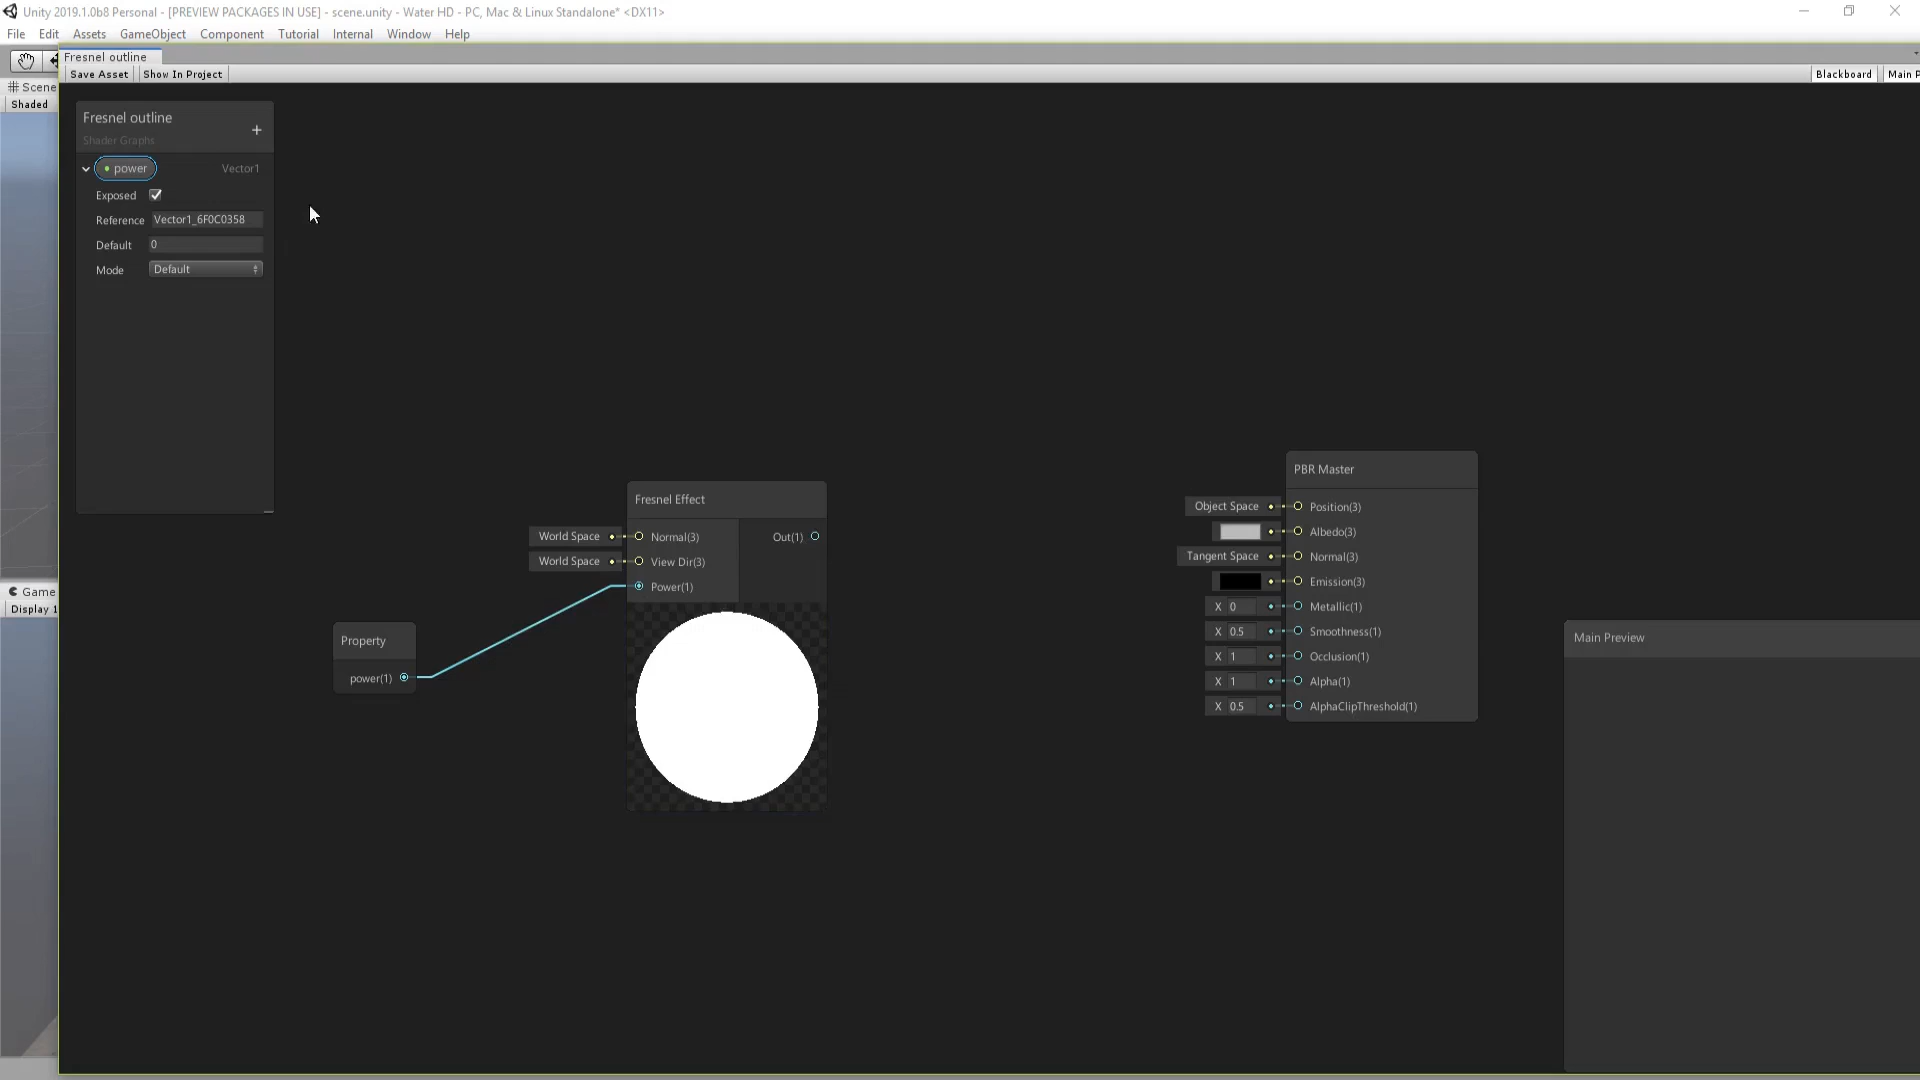 Unity 2019.1.0b8 Personal - [PREVIEW PACKAGES IN USE] - scene.unity - Water HD - PC, Mac & Linux Standalone* <DX11>
File Edit Assets GameObject Component Tutorial Internal Window Help
Fresnel outline
Save Asset Show In Project Blackboard Main P
Scene
Shaded
Fresnel outline
Shader Graphs
power Vector1
Exposed
Reference Vector1_6F0C0358
Default 0
Mode Default
Game
Display 1
Property
power(1)
Fresnel Effect
World Space Normal(3) Out(1)
World Space View Dir(3)
Power(1)
PBR Master
Object Space Position(3)
Albedo(3)
Tangent Space Normal(3)
Emission(3)
X 0 Metallic(1)
X 0.5 Smoothness(1)
X 1 Occlusion(1)
X 1 Alpha(1)
X 0.5 AlphaClipThreshold(1)
Main Preview